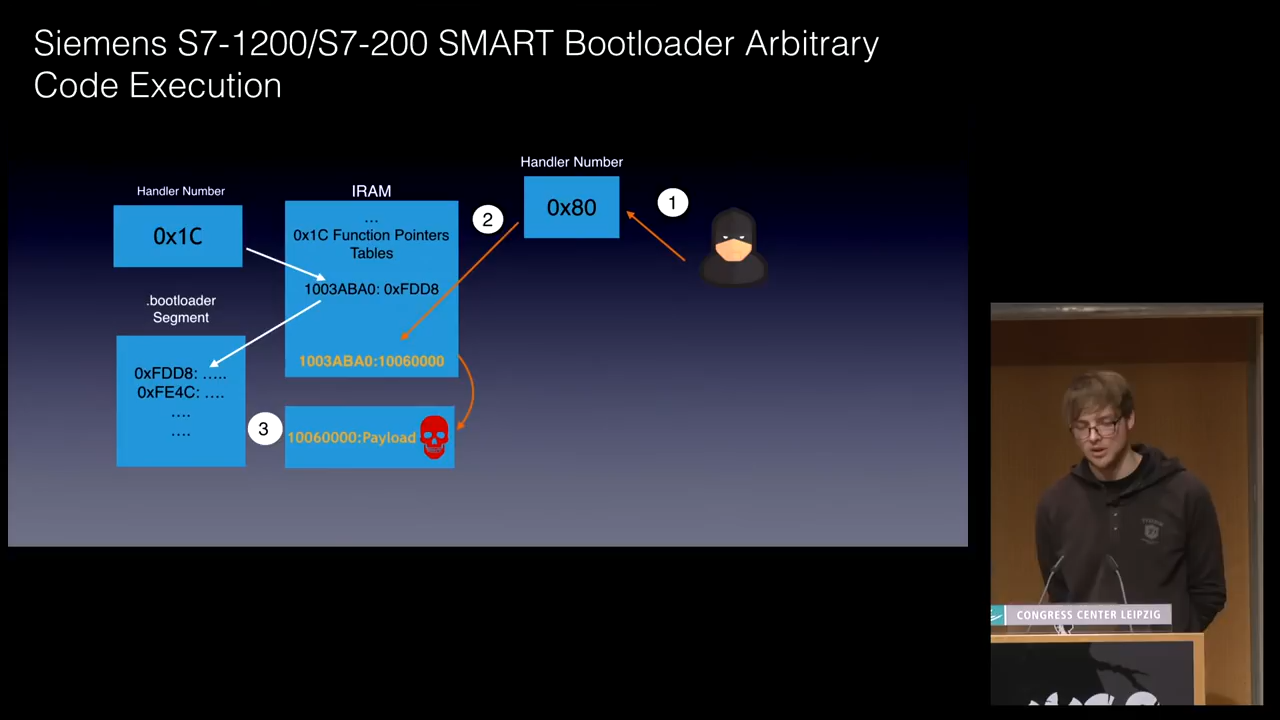 Siemens S7-1200/S7-200 SMART Bootloader Arbitrary
Code Execution
Handler Number
0x1C
IRAM
...
0x1C Function Pointers
Tables
1003ABA0: 0xFDD8
1003ABA0:10060000
2
Handler Number
0x80
1
.bootloader
Segment
0xFDD8: .....
0xFE4C: ....
....
....
3
10060000:Payload
CONGRESS CENTER LEIPZIG